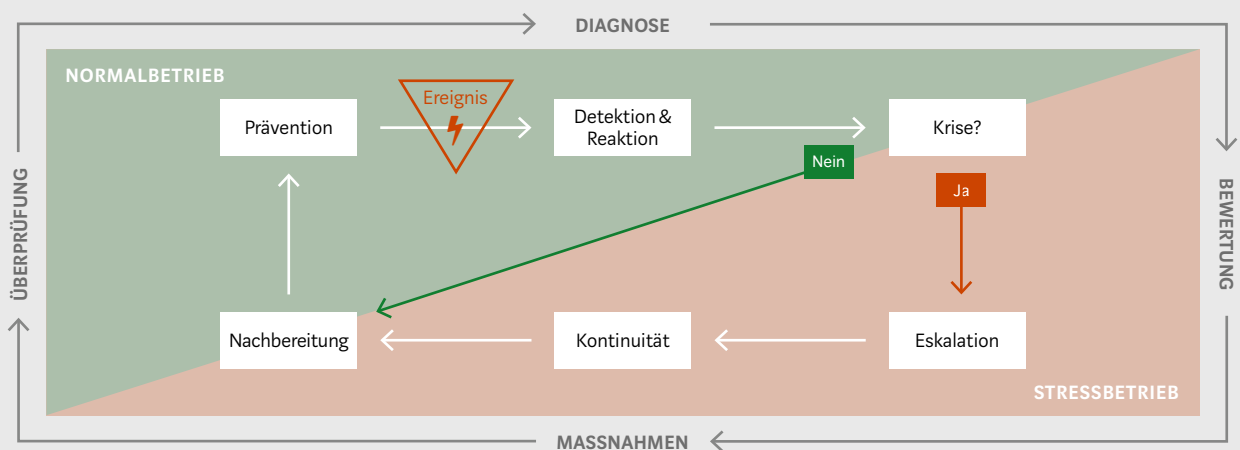 DIAGNOSE
NORMALBETRIEB
Prävention
Ereignis
Detektion &
Reaktion
Krise?
Nein
Ja
ÜBERPRÜFUNG
BEWERTUNG
Nachbereitung
Kontinuität
Eskalation
STRESSBETRIEB
MASSNAHMEN